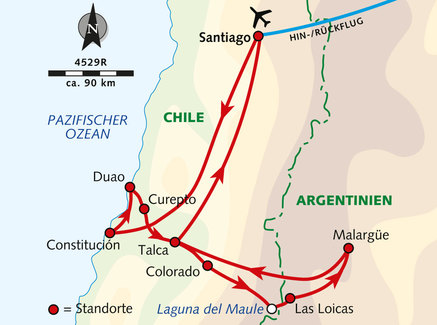 N
4529R
ca. 90 km
Santiago
HIN-/RÜCKFLUG
PAZIFISCHER
OZEAN
CHILE
Duao
Curepto
ARGENTINIEN
Constitución
Talca
Malargüe
Colorado
= Standorte
Laguna del Maule
Las Loicas